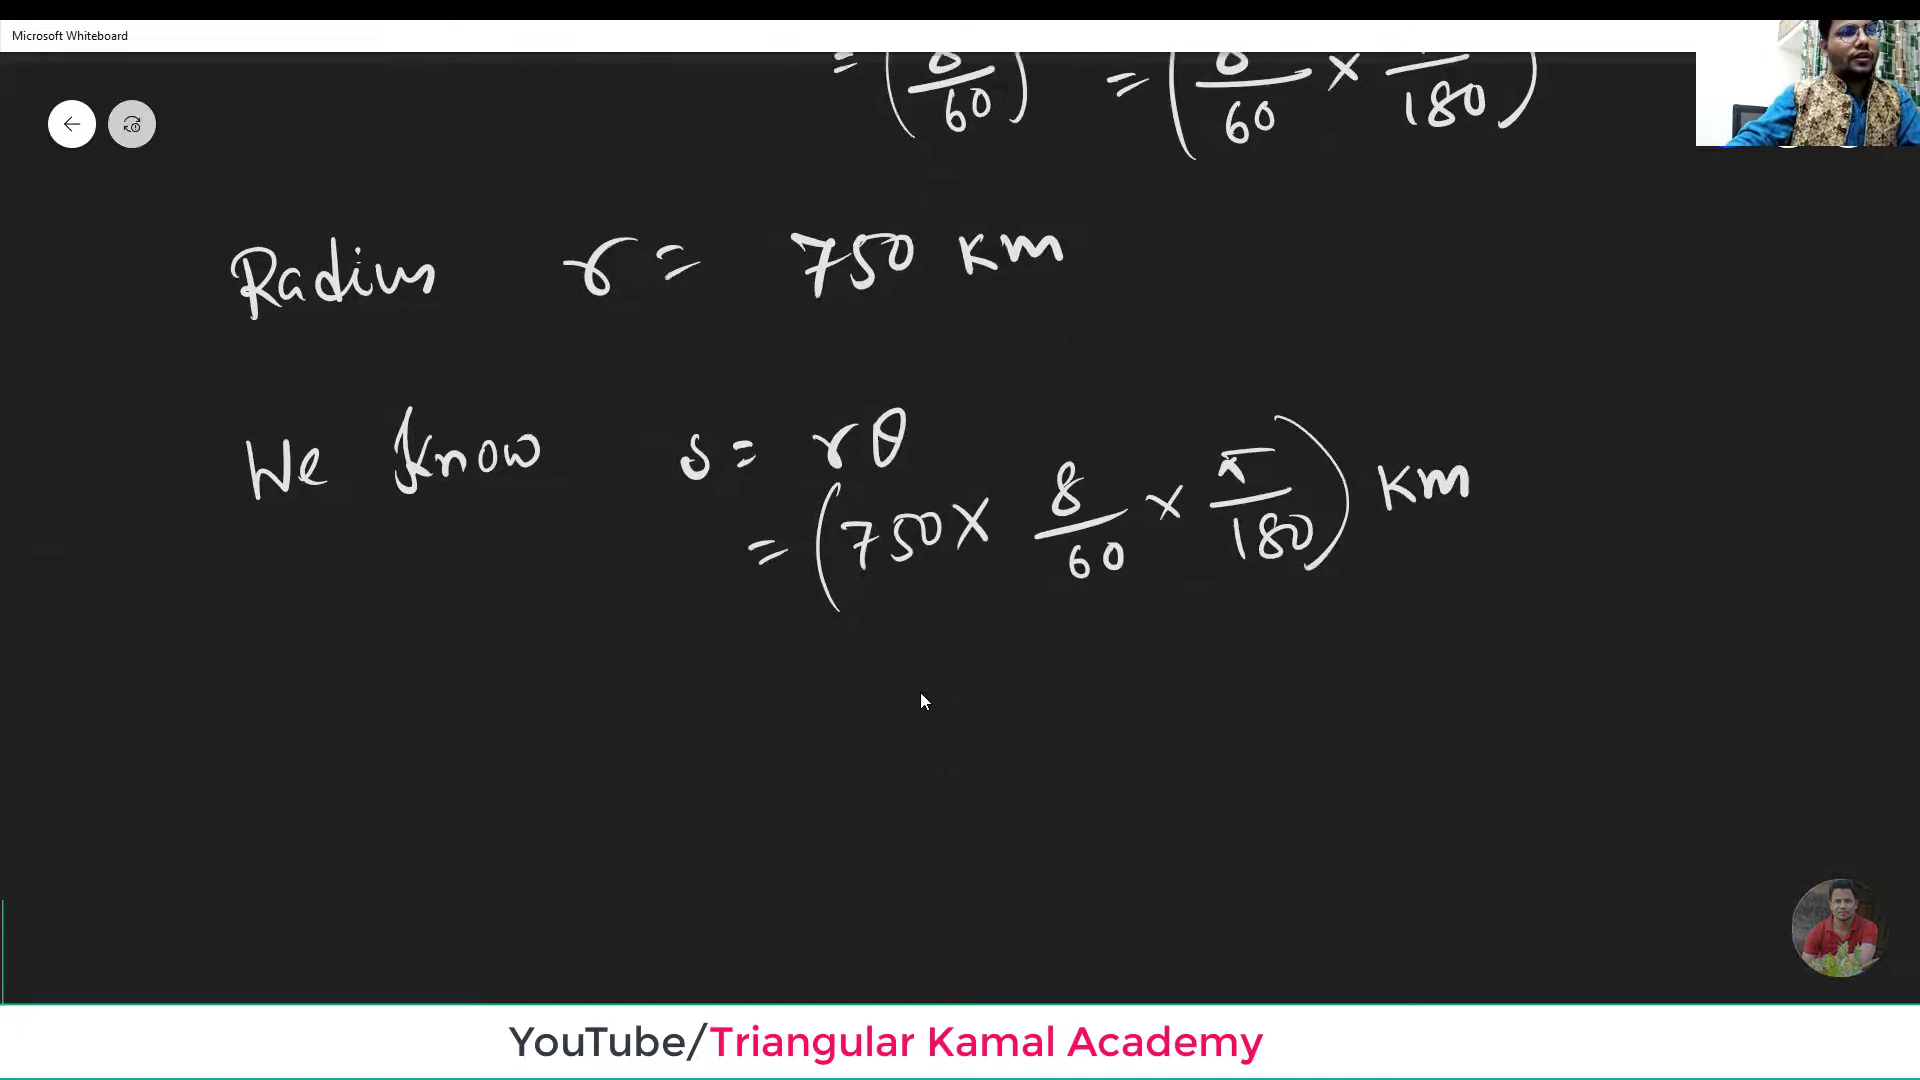 Microsoft Whiteboard
= (8/60) = (8/60 × /180)
Radius r = 750 km
We know s = rθ
= (750 × 8/60 × π/180) km
YouTube/Triangular Kamal Academy